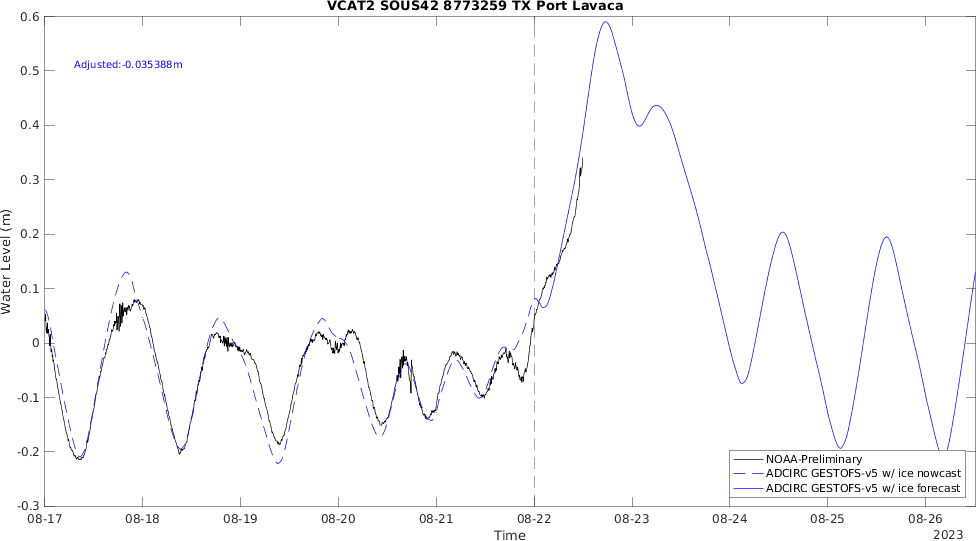 VCAT2 SOUS42 8773259 TX Port Lavaca
Adjusted:-0.035388m
Water Level (m)
0.6
0.5
0.4
0.3
0.2
0.1
0
-0.1
-0.2
-0.3
NOAA-Preliminary
ADCIRC GESTOFS-v5 w/ ice nowcast
ADCIRC GESTOFS-v5 w/ ice forecast
08-17 08-18 08-19 08-20 08-21 08-22 08-23 08-24 08-25 08-26
Time
2023